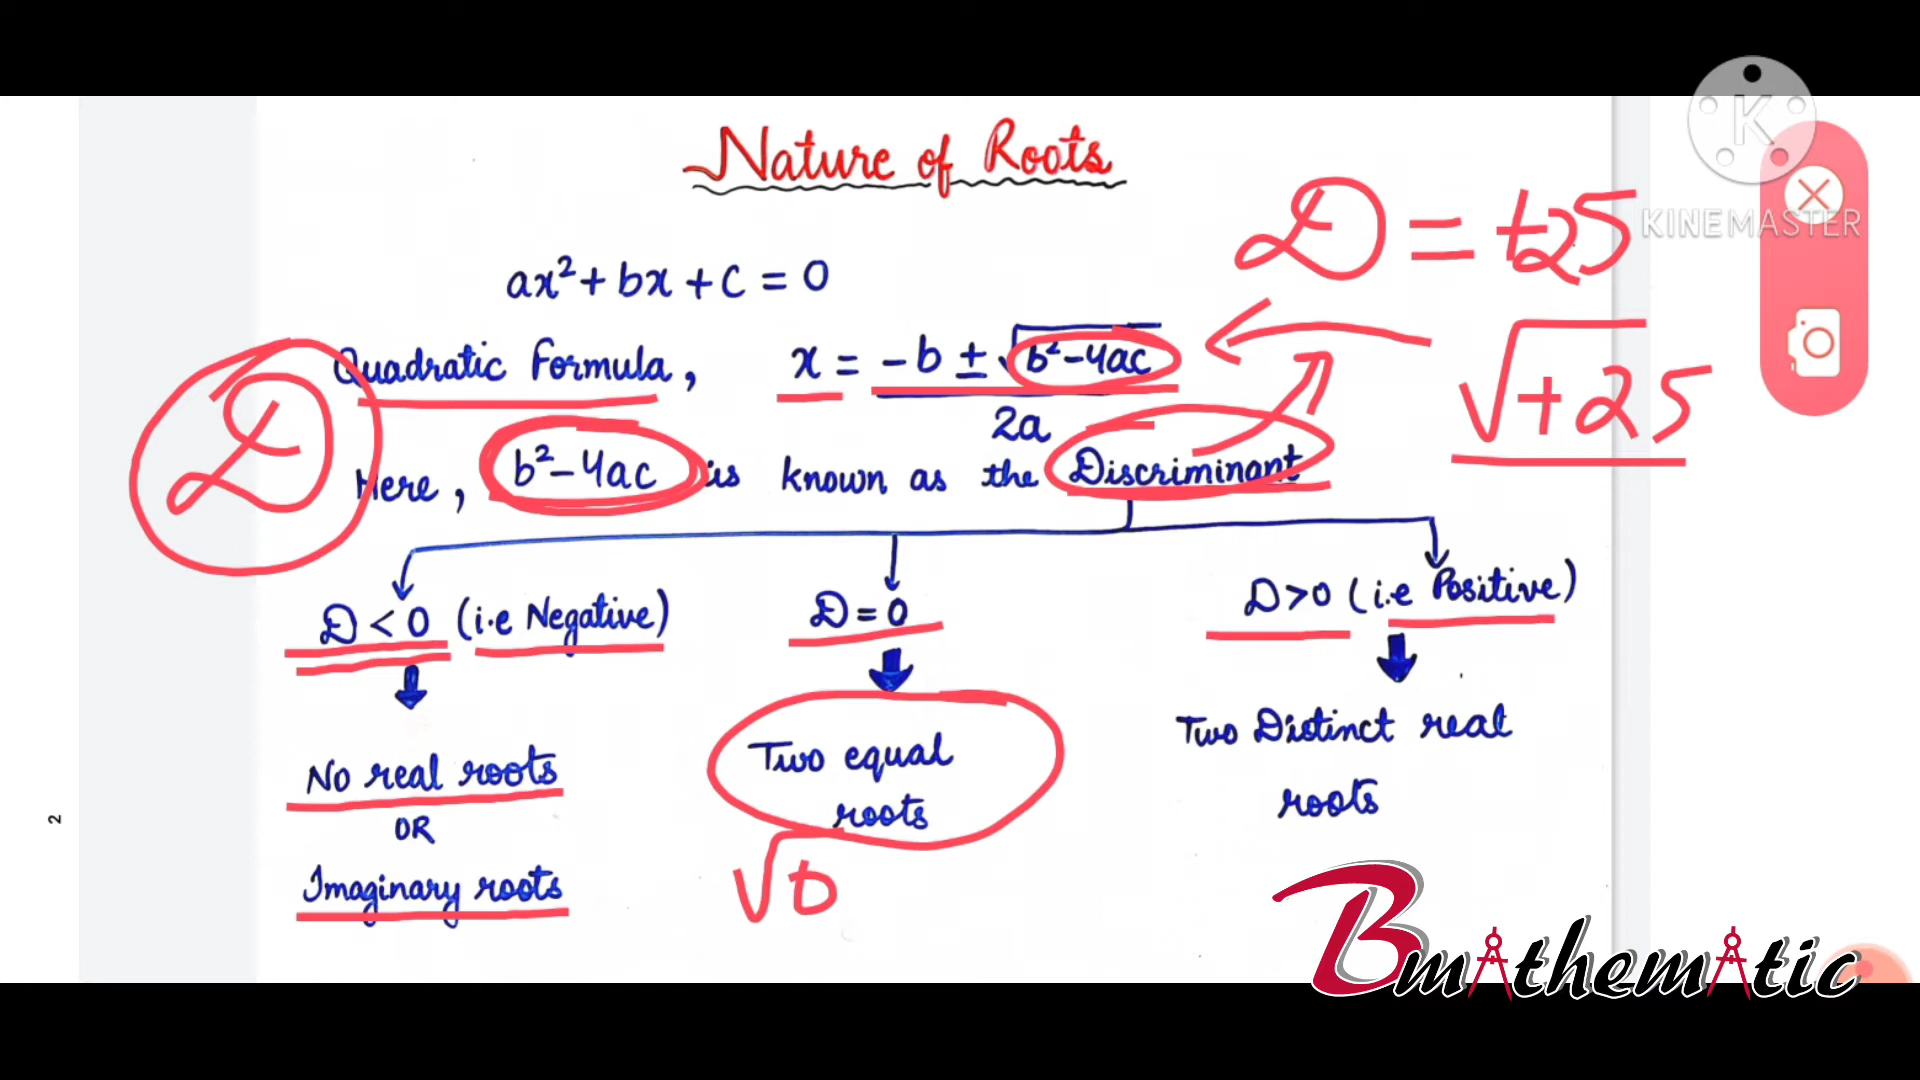 K
KINEMASTER
Nature of Roots
D = +25
ax² + bx + c = 0
Quadratic Formula, x = -b ± √b²-4ac
2a
√+25
D
Here, b²-4ac is known as the Discriminant
D < 0 (i.e Negative) D = 0 D > 0 (i.e Positive)
No real roots Two equal Two Distinct real
OR roots roots
Imaginary roots √0
2
Bmathematic